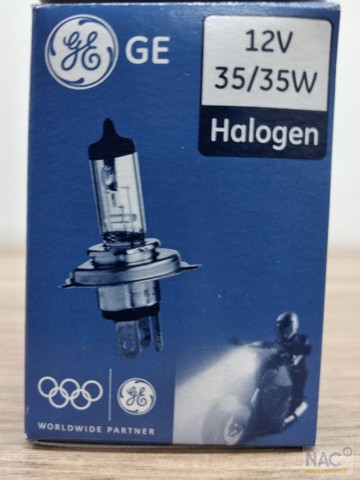 GE GE
12V
35/35W
Halogen
GE
WORLDWIDE PARTNER
NAC